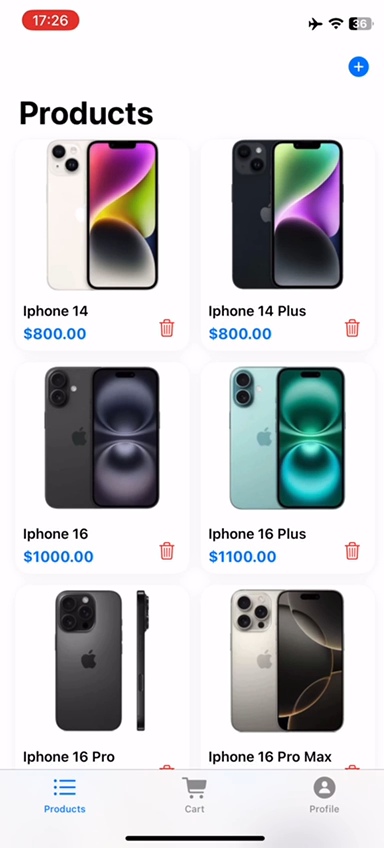 17:26
36
Products
Iphone 14
$800.00
Iphone 14 Plus
$800.00
Iphone 16
$1000.00
Iphone 16 Plus
$1100.00
Iphone 16 Pro
Iphone 16 Pro Max
Products
Cart
Profile